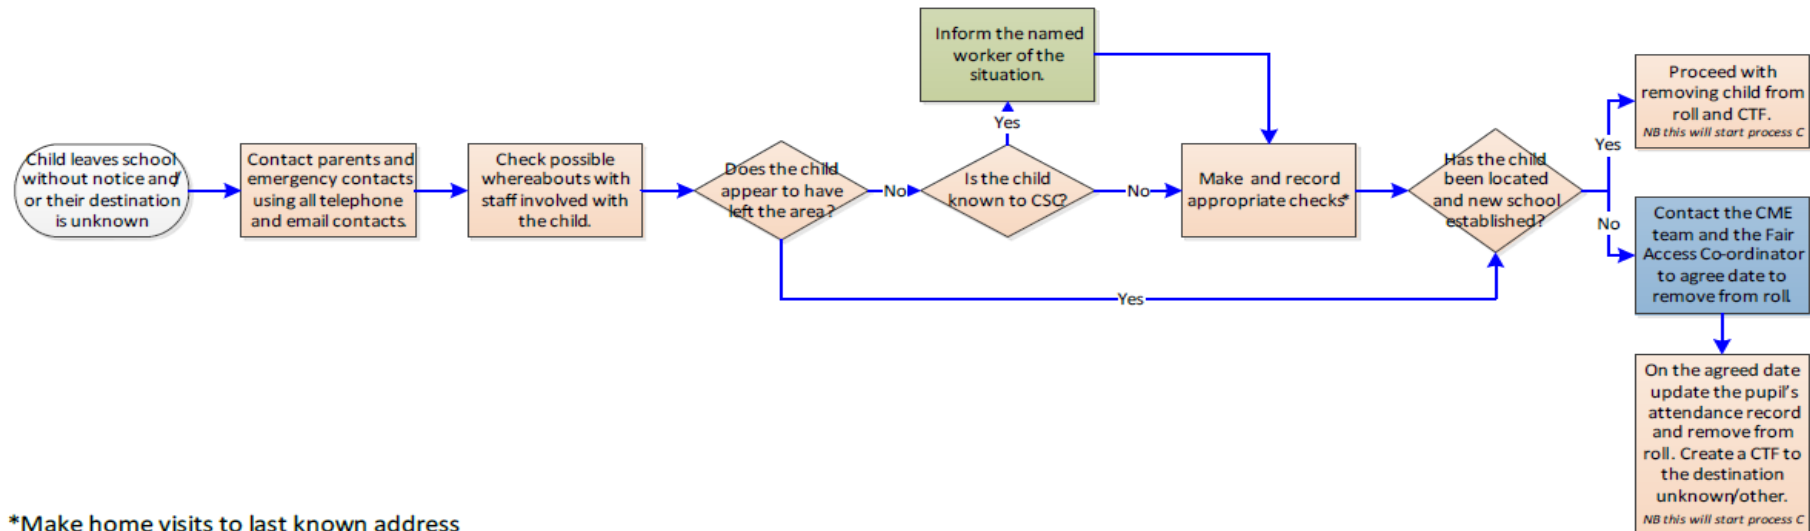 Child leaves school
without notice and/
or their destination
is unknown
Contact parents and
emergency contacts
using all telephone
and email contacts.
Check possible
whereabouts with
staff involved with
the child.
Does the child
appear to have
left the area?
No
Yes
Is the child
known to CSC?
Yes
No
Inform the named
worker of the
situation.
Make and record
appropriate checks*
Has the child
been located
and new school
established?
Yes
No
Proceed with
removing child from
roll and CTF.
NB this will start process C
Contact the CME
team and the Fair
Access Co-ordinator
to agree date to
remove from roll.
On the agreed date
update the pupil's
attendance record
and remove from
roll. Create a CTF to
the destination
unknown/other.
NB this will start process C
*Make home visits to last known address